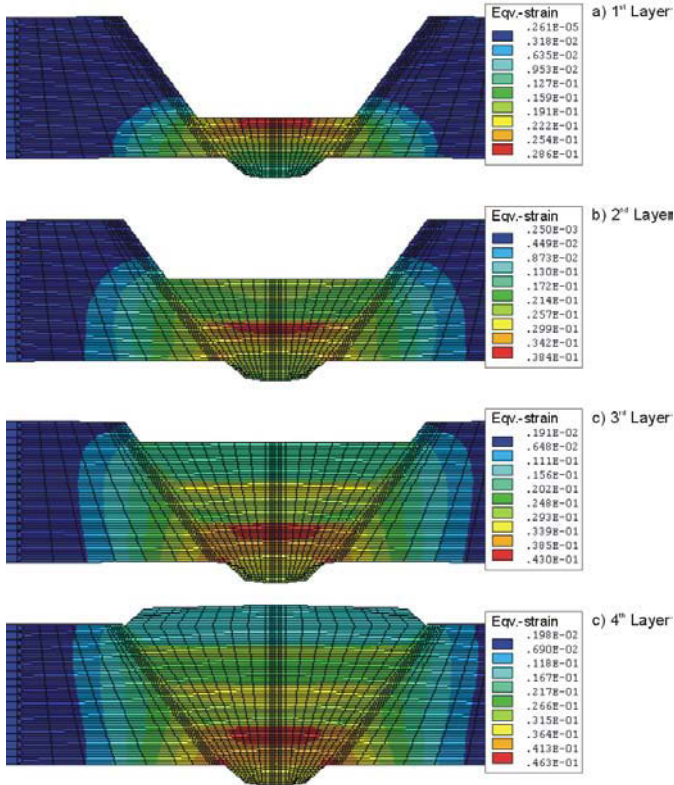 Eqv.-strain
a) 1st Layer
.261E-05
.318E-02
.635E-02
.953E-02
.127E-01
.159E-01
.191E-01
.222E-01
.254E-01
.286E-01
Eqv.-strain
b) 2nd Layer
.250E-03
.449E-02
.873E-02
.130E-01
.172E-01
.214E-01
.257E-01
.299E-01
.342E-01
.384E-01
Eqv.-strain
c) 3rd Layer
.191E-02
.648E-02
.111E-01
.156E-01
.202E-01
.248E-01
.293E-01
.339E-01
.385E-01
.430E-01
Eqv.-strain
c) 4th Layer
.198E-02
.690E-02
.118E-01
.167E-01
.217E-01
.266E-01
.315E-01
.364E-01
.413E-01
.463E-01